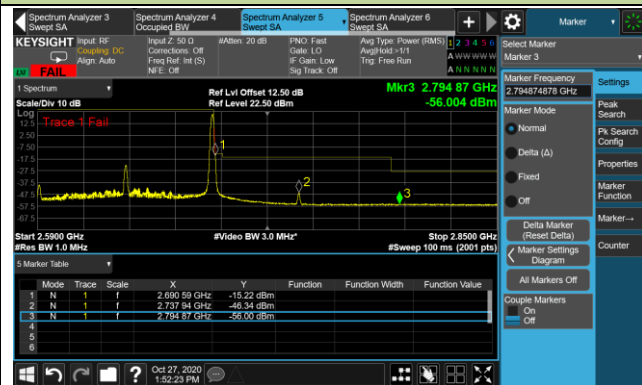 Spectrum Analyzer 3
Swept SA
Spectrum Analyzer 4
Occupied BW
Spectrum Analyzer 5
Swept SA
Spectrum Analyzer 6
Swept SA
+
Marker
KEYSIGHT
Input: RF
Coupling: DC
Align: Auto
LM
FAIL
Input Z: 50 Ω
Corrections: Off
Freq Ref: Int (S)
NFE: Off
#Atten: 20 dB
PNO: Fast
Gate: LO
IF Gain: Low
Sig Track: Off
Avg Type: Power (RMS)
Avg|Hold:>1/1
Trig: Free Run
1 2 3 4 5 6
A W W W W W
A N N N N N
1 Spectrum
Scale/Div 10 dB
Ref Lvl Offset 12.50 dB
Ref Level 22.50 dBm
Mkr3 2.794 87 GHz
-56.004 dBm
Log
Trace 1 Fail
12.5
2.50
-7.50
-17.5
-27.5
-37.5
-47.5
-57.5
-67.5
1
2
3
Start 2.5900 GHz
#Res BW 1.0 MHz
#Video BW 3.0 MHz*
Stop 2.8500 GHz
#Sweep 100 ms (2001 pts)
5 Marker Table
Mode Trace Scale X Y Function Function Width Function Value
1 N 1 f 2.690 59 GHz -15.22 dBm
2 N 1 f 2.737 94 GHz -46.34 dBm
3 N 1 f 2.794 87 GHz -56.00 dBm
4
5
6
Select Marker
Marker 3
Marker Frequency
2.794874878 GHz
Marker Mode
Normal
Delta (Δ)
Fixed
Off
Delta Marker
(Reset Delta)
Marker Settings
Diagram
All Markers Off
Couple Markers
On
Off
Settings
Peak
Search
Pk Search
Config
Properties
Marker
Function
Marker→
Counter
?
Oct 27, 2020
1:52:23 PM